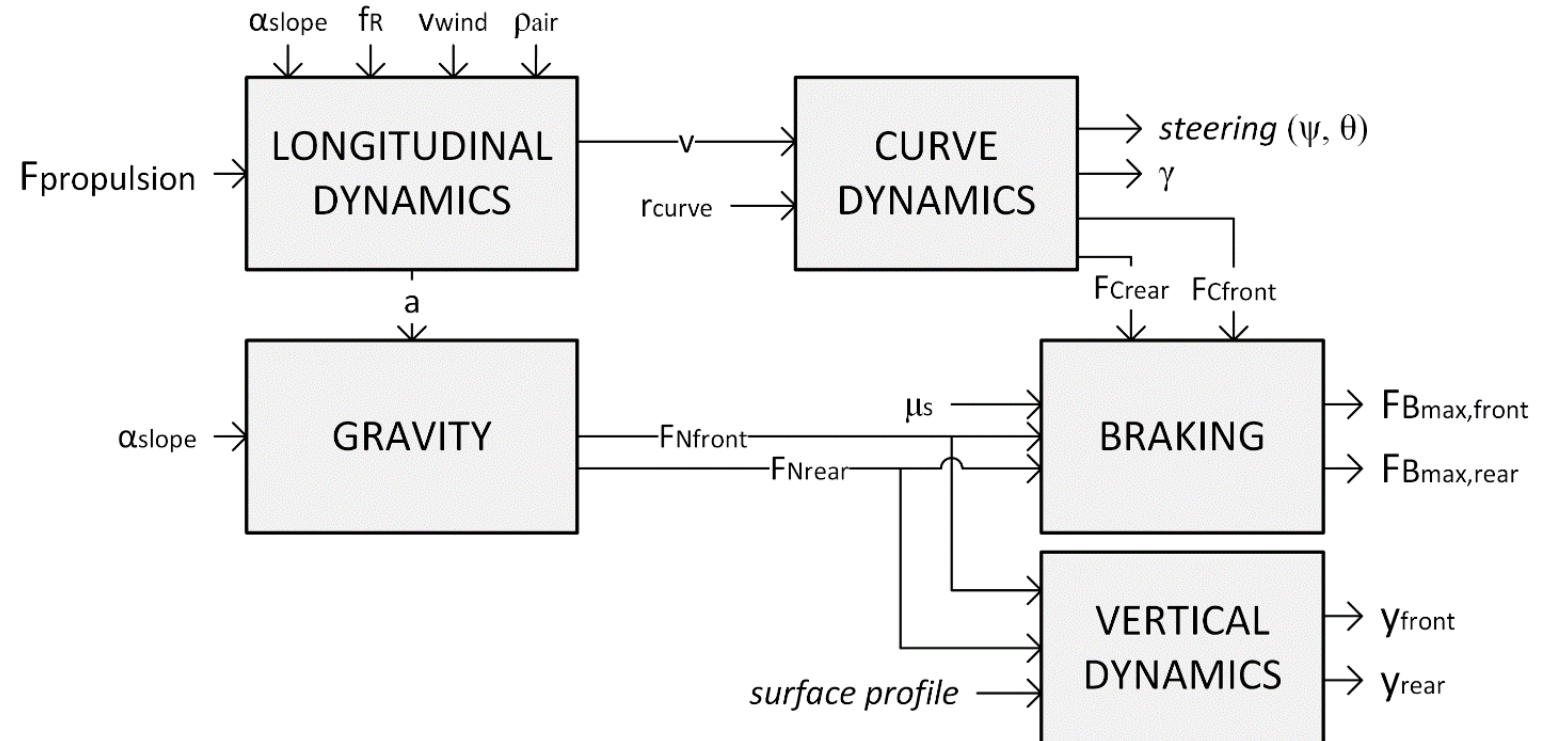 αslope fR vwind ρair
LONGITUDINAL
DYNAMICS
Fpropulsion
v
rcurve
CURVE
DYNAMICS
steering (ψ, θ)
γ
FCrear FCfront
a
αslope
GRAVITY
FNfront
FNrear
μs
BRAKING
FBmax,front
FBmax,rear
VERTICAL
DYNAMICS
surface profile
yfront
yrear